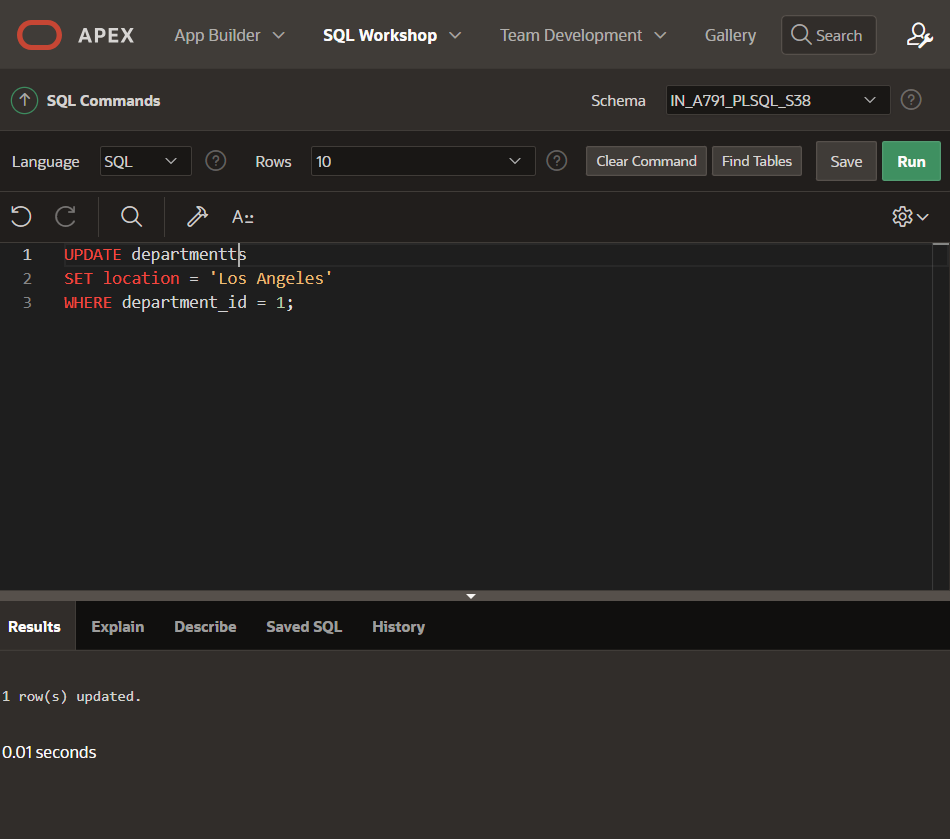 APEX App Builder SQL Workshop Team Development Gallery Search
SQL Commands Schema IN_A791_PLSQL_S38 ?
Language SQL ? Rows 10 ? Clear Command Find Tables Save Run
A::
1 UPDATE departmentts
2 SET location = 'Los Angeles'
3 WHERE department_id = 1;
Results Explain Describe Saved SQL History
1 row(s) updated.
0.01 seconds